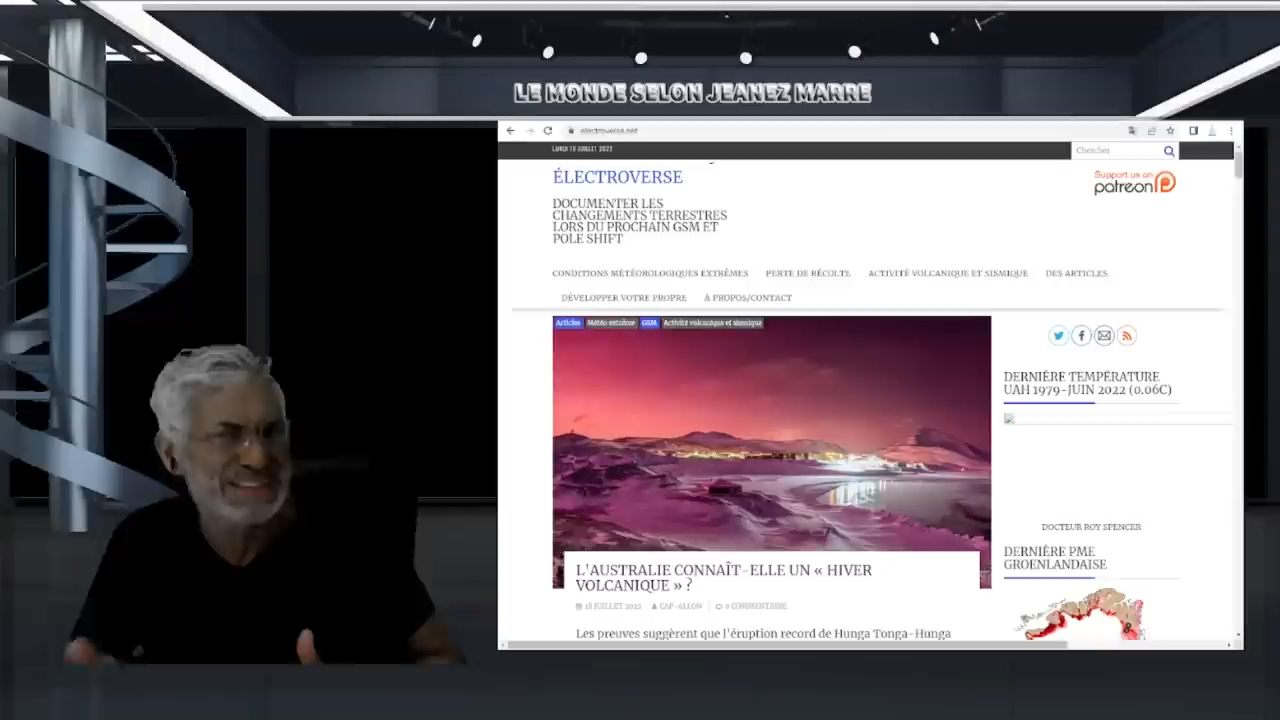 LE MONDE SELON JEANEZ MARRE
electroverse.net
LUNDI 18 JUILLET 2022
Chercher
ÉLECTROVERSE
Support us on
patreon
DOCUMENTER LES
CHANGEMENTS TERRESTRES
LORS DU PROCHAIN GSM ET
POLE SHIFT
CONDITIONS MÉTÉOROLOGIQUES EXTRÊMES PERTE DE RÉCOLTE ACTIVITÉ VOLCANIQUE ET SISMIQUE DES ARTICLES
DÉVELOPPER VOTRE PROPRE À PROPOS/CONTACT
Articles Météo extrême GSM Activité volcanique et sismique
DERNIÈRE TEMPÉRATURE
UAH 1979-JUIN 2022 (0.06C)
DOCTEUR ROY SPENCER
DERNIÈRE PME
GROENLANDAISE
L'AUSTRALIE CONNAÎT-ELLE UN « HIVER
VOLCANIQUE » ?
18 JUILLET 2022 CAP-ALLON 0 COMMENTAIRE
Les preuves suggèrent que l'éruption record de Hunga Tonga-Hunga